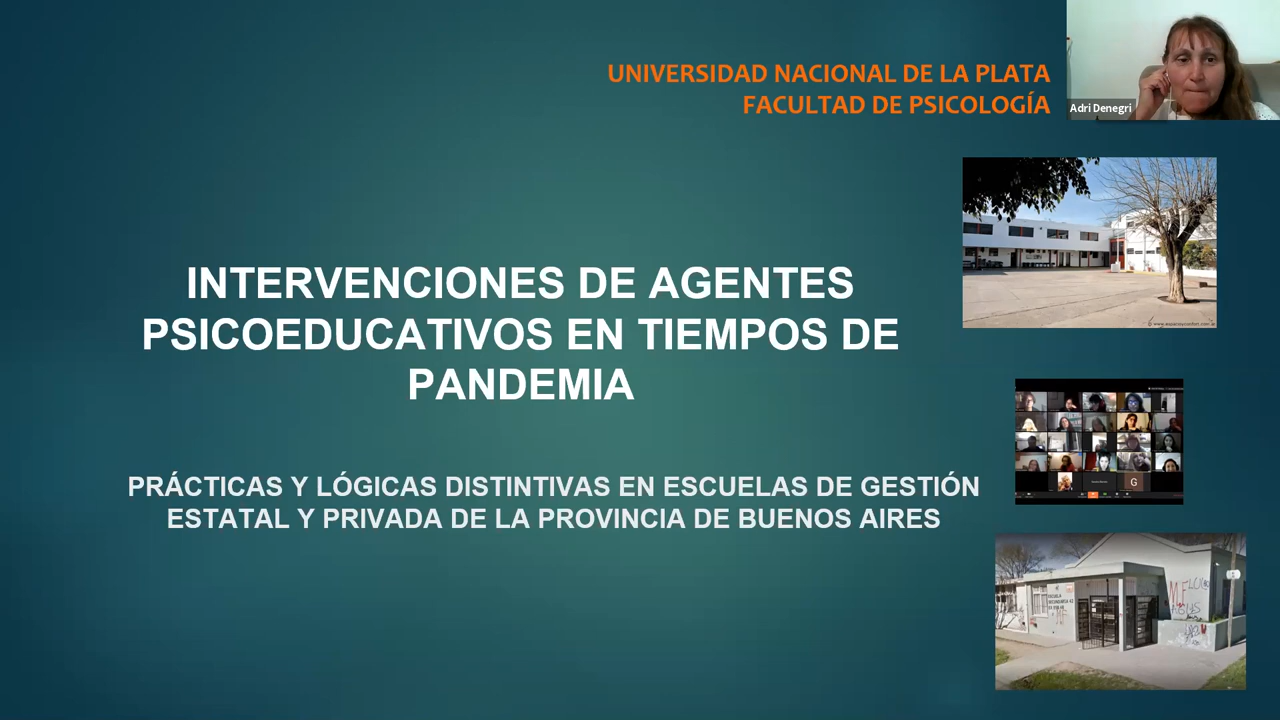 UNIVERSIDAD NACIONAL DE LA PLATA
FACULTAD DE PSICOLOGÍA
Adri Denegri
INTERVENCIONES DE AGENTES
PSICOEDUCATIVOS EN TIEMPOS DE
PANDEMIA
PRÁCTICAS Y LÓGICAS DISTINTIVAS EN ESCUELAS DE GESTIÓN
ESTATAL Y PRIVADA DE LA PROVINCIA DE BUENOS AIRES
G
ESCUELA